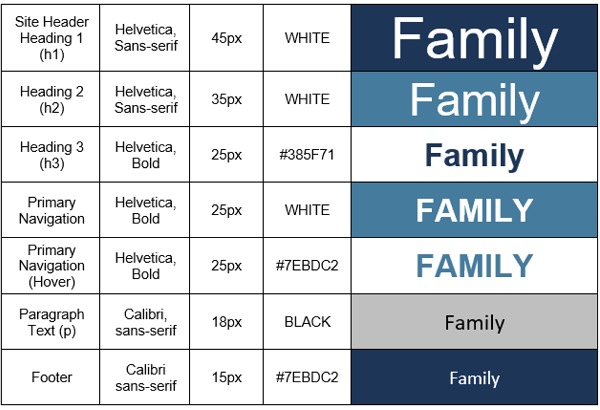 Site Header
Heading 1
(h1)
Helvetica,
Sans-serif
45px
WHITE
Family
Heading 2
(h2)
Helvetica,
Sans-serif
35px
WHITE
Family
Heading 3
(h3)
Helvetica,
Bold
25px
#385F71
Family
Primary
Navigation
Helvetica,
Bold
25px
WHITE
FAMILY
Primary
Navigation
(Hover)
Helvetica,
Bold
25px
#7EBDC2
FAMILY
Paragraph
Text (p)
Calibri,
sans-serif
18px
BLACK
Family
Footer
Calibri
sans-serif
15px
#7EBDC2
Family